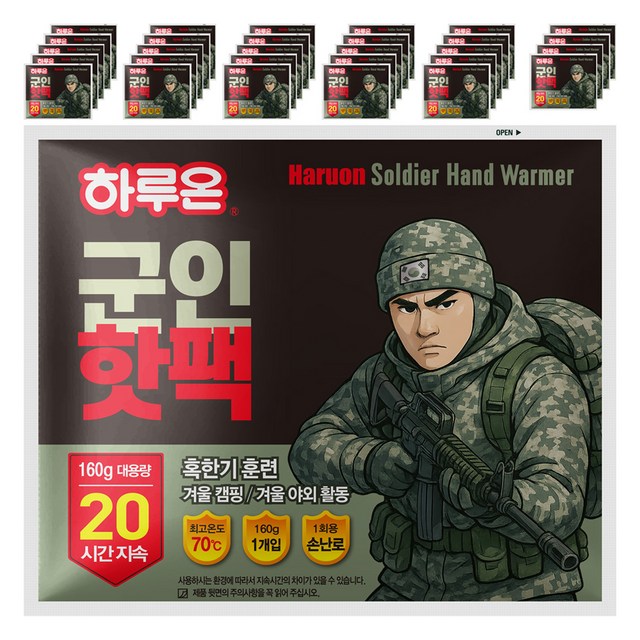 OPEN ▶
하루온®
Haruon Soldier Hand Warmer
군인
핫팩
160g 대용량
20
시간 지속
혹한기 훈련
겨울 캠핑 / 겨울 야외 활동
최고온도
70℃
160g
1개입
1회용
손난로
사용하시는 환경에 따라서 지속시간의 차이가 있을 수 있습니다.
제품 뒷면의 주의사항을 꼭 읽어 주십시오.